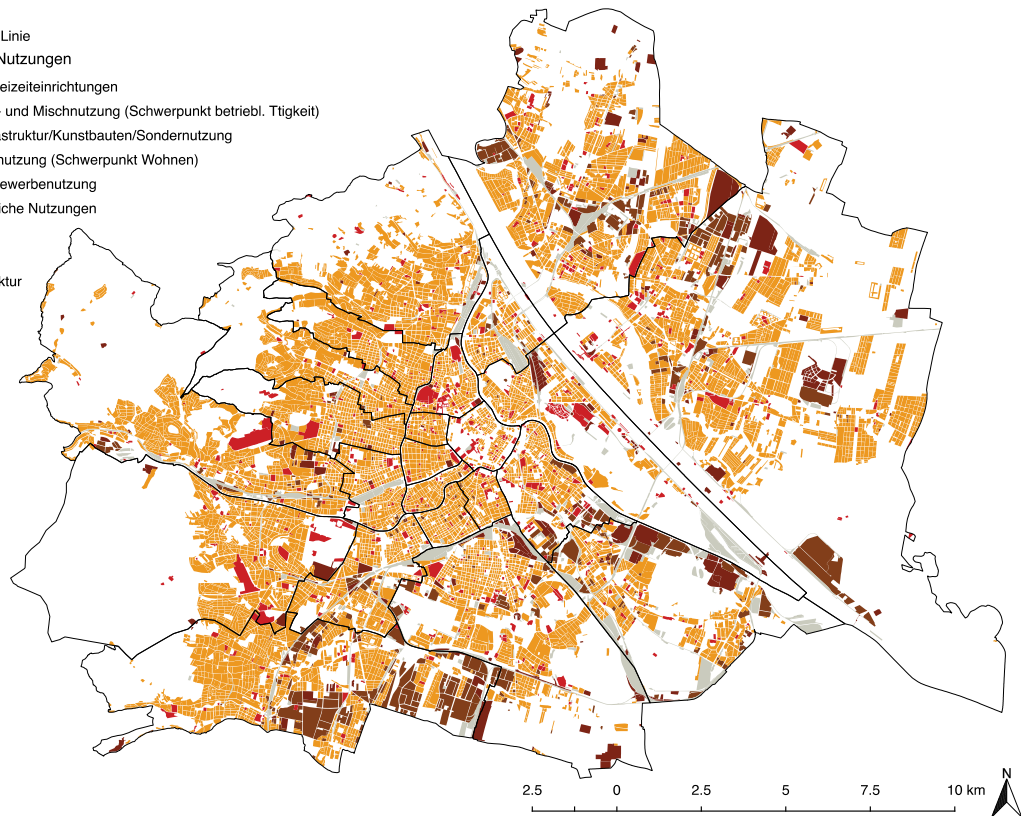 Linie
Nutzungen
eizeiteinrichtungen
- und Mischnutzung (Schwerpunkt betriebl. Ttigkeit)
astruktur/Kunstbauten/Sondernutzung
nutzung (Schwerpunkt Wohnen)
ewerbenutzung
iche Nutzungen
ktur
2.5 0 2.5 5 7.5 10 km
N